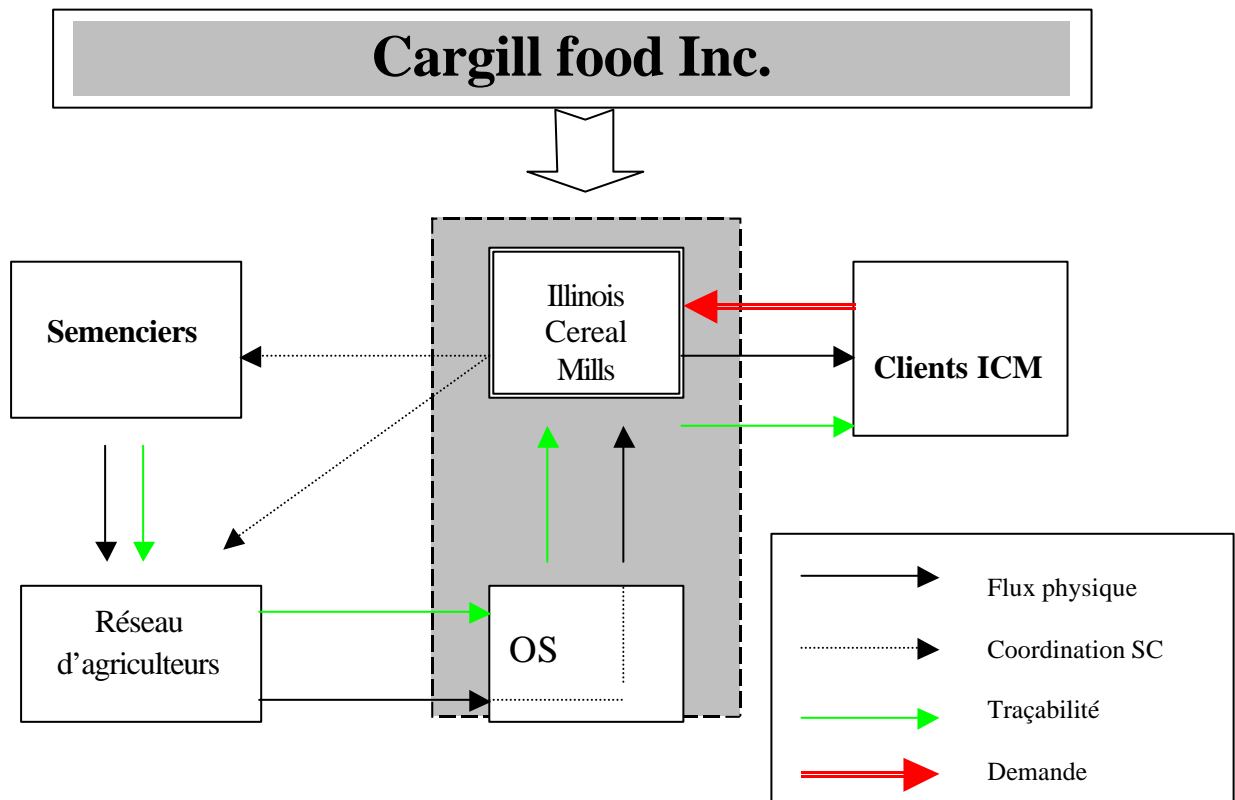 Cargill food Inc.
Semenciers
Illinois
Cereal
Mills
Clients ICM
Réseau
d’agriculteurs
OS
Flux physique
Coordination SC
Traçabilité
Demande